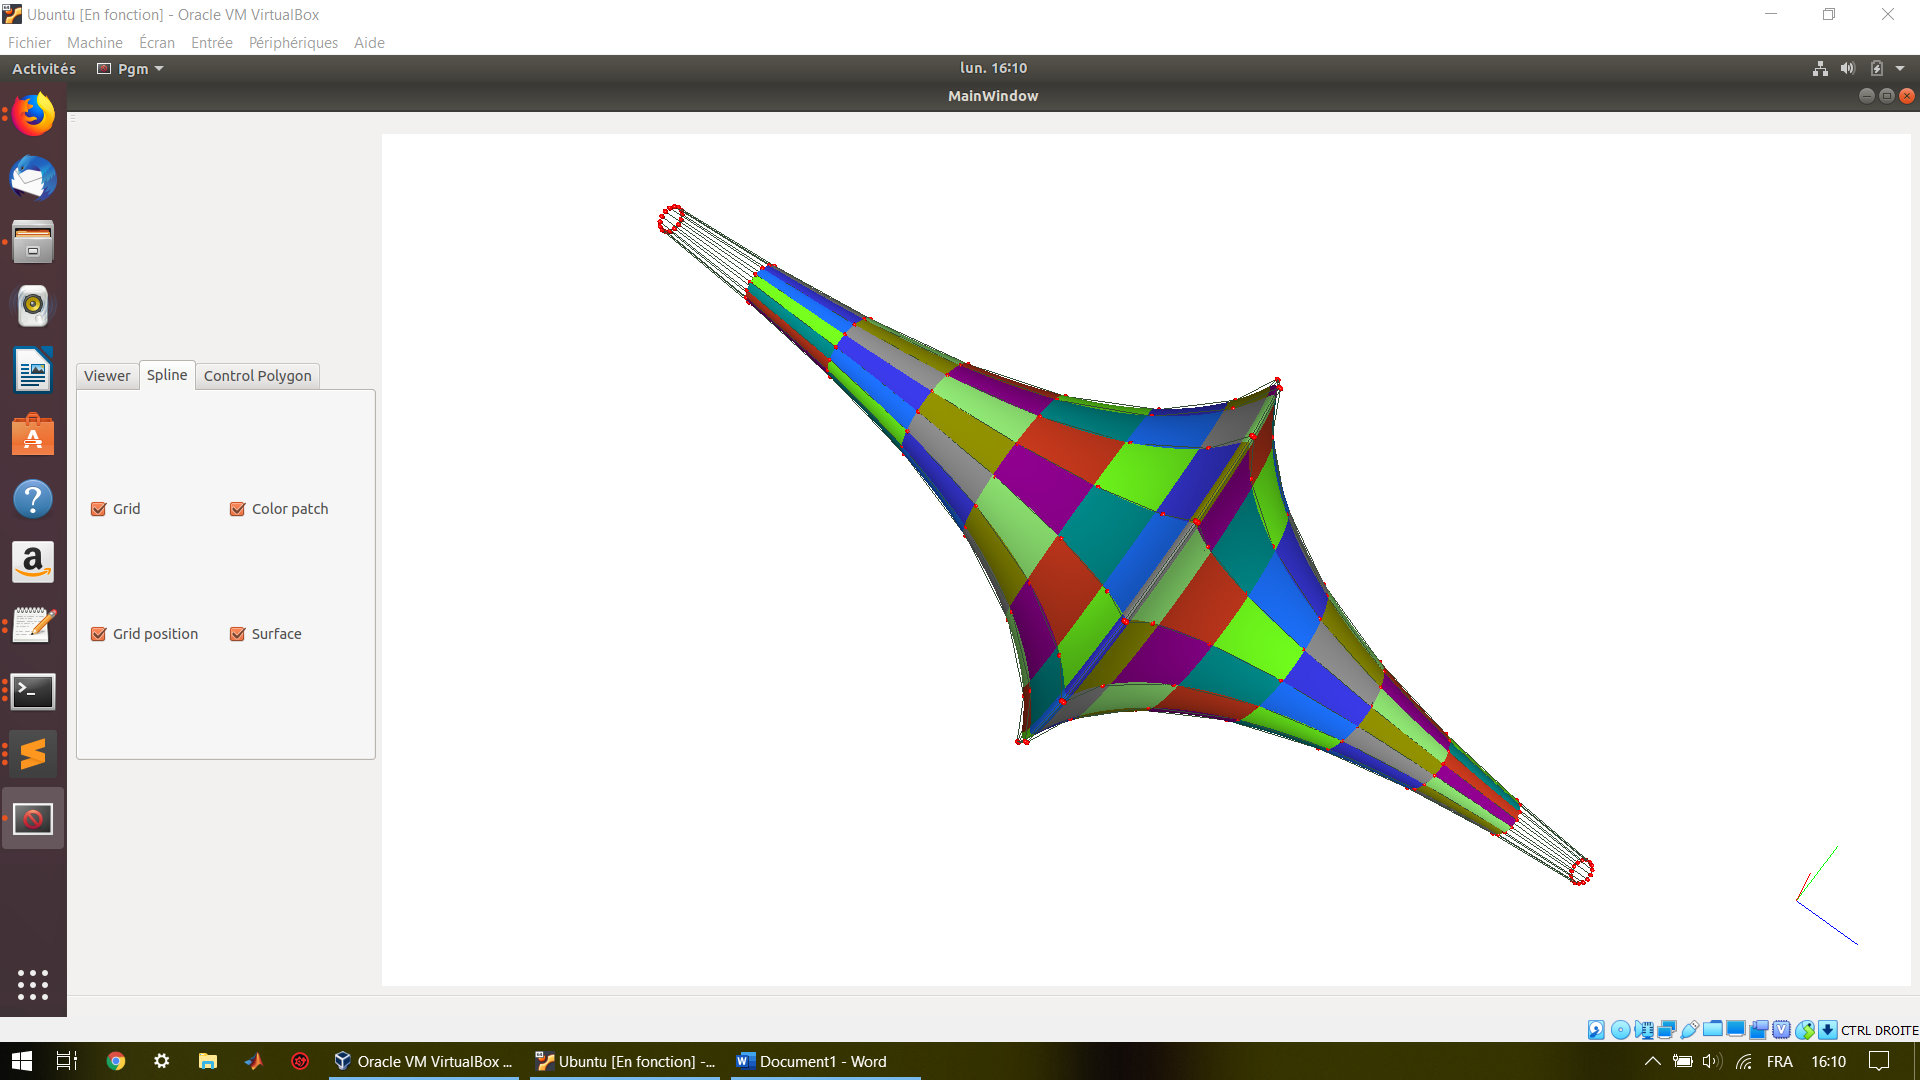 Ubuntu [En fonction] - Oracle VM VirtualBox
Fichier Machine Écran Entrée Périphériques Aide
Activités Pgm lun. 16:10
MainWindow
Viewer Spline Control Polygon
Grid Color patch
Grid position Surface
CTRL DROITE
Oracle VM VirtualBox ... Ubuntu [En fonction] -... Document1 - Word FRA 16:10